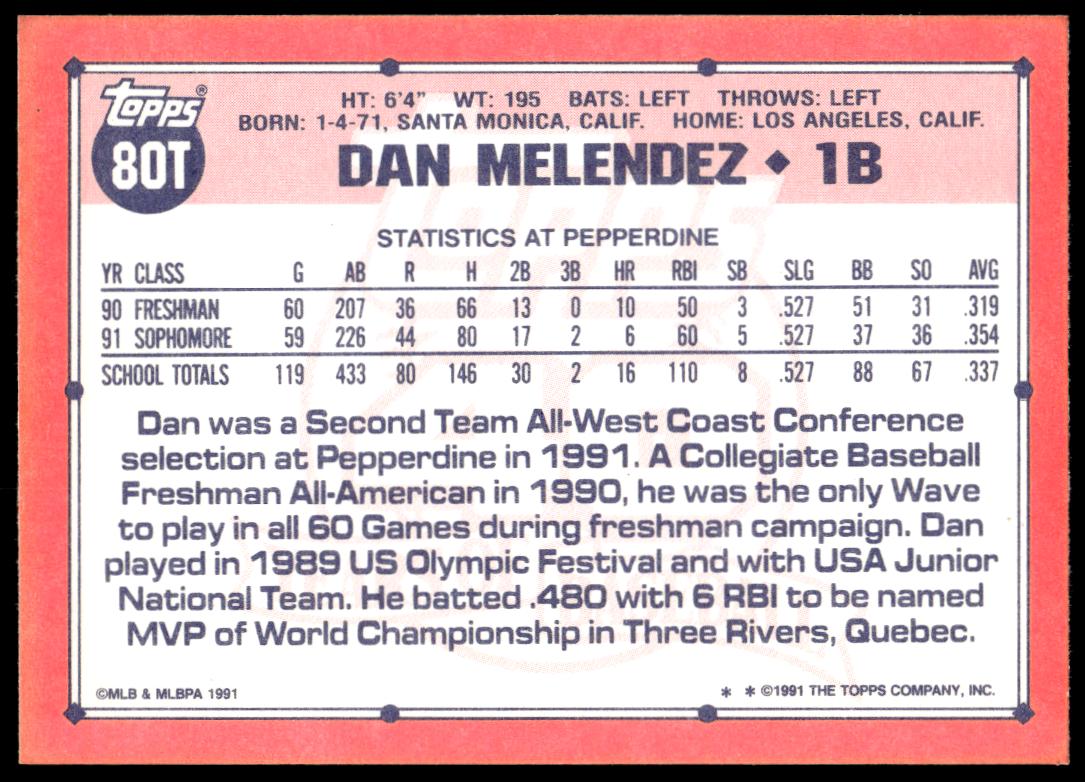 TOPPS®
80T
HT: 6'4" WT: 195 BATS: LEFT THROWS: LEFT
BORN: 1-4-71, SANTA MONICA, CALIF. HOME: LOS ANGELES, CALIF.
DAN MELENDEZ ◆ 1B
STATISTICS AT PEPPERDINE
YR CLASS G AB R H 2B 3B HR RBI SB SLG BB SO AVG
90 FRESHMAN 60 207 36 66 13 0 10 50 3 .527 51 31 .319
91 SOPHOMORE 59 226 44 80 17 2 6 60 5 .527 37 36 .354
SCHOOL TOTALS 119 433 80 146 30 2 16 110 8 .527 88 67 .337
Dan was a Second Team All-West Coast Conference
selection at Pepperdine in 1991. A Collegiate Baseball
Freshman All-American in 1990, he was the only Wave
to play in all 60 Games during freshman campaign. Dan
played in 1989 US Olympic Festival and with USA Junior
National Team. He batted .480 with 6 RBI to be named
MVP of World Championship in Three Rivers, Quebec.
©MLB & MLBPA 1991
* * ©1991 THE TOPPS COMPANY, INC.